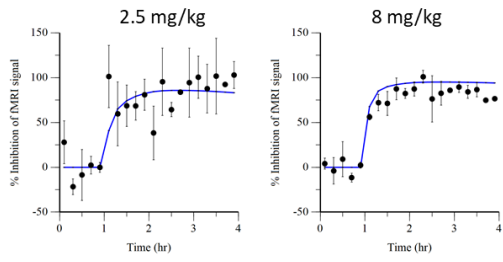 2.5 mg/kg
8 mg/kg
% Inhibition of fMRI signal
150
100
50
0
-50
0 1 2 3 4
Time (hr)
% Inhibition of fMRI signal
150
100
50
0
-50
0 1 2 3 4
Time (hr)